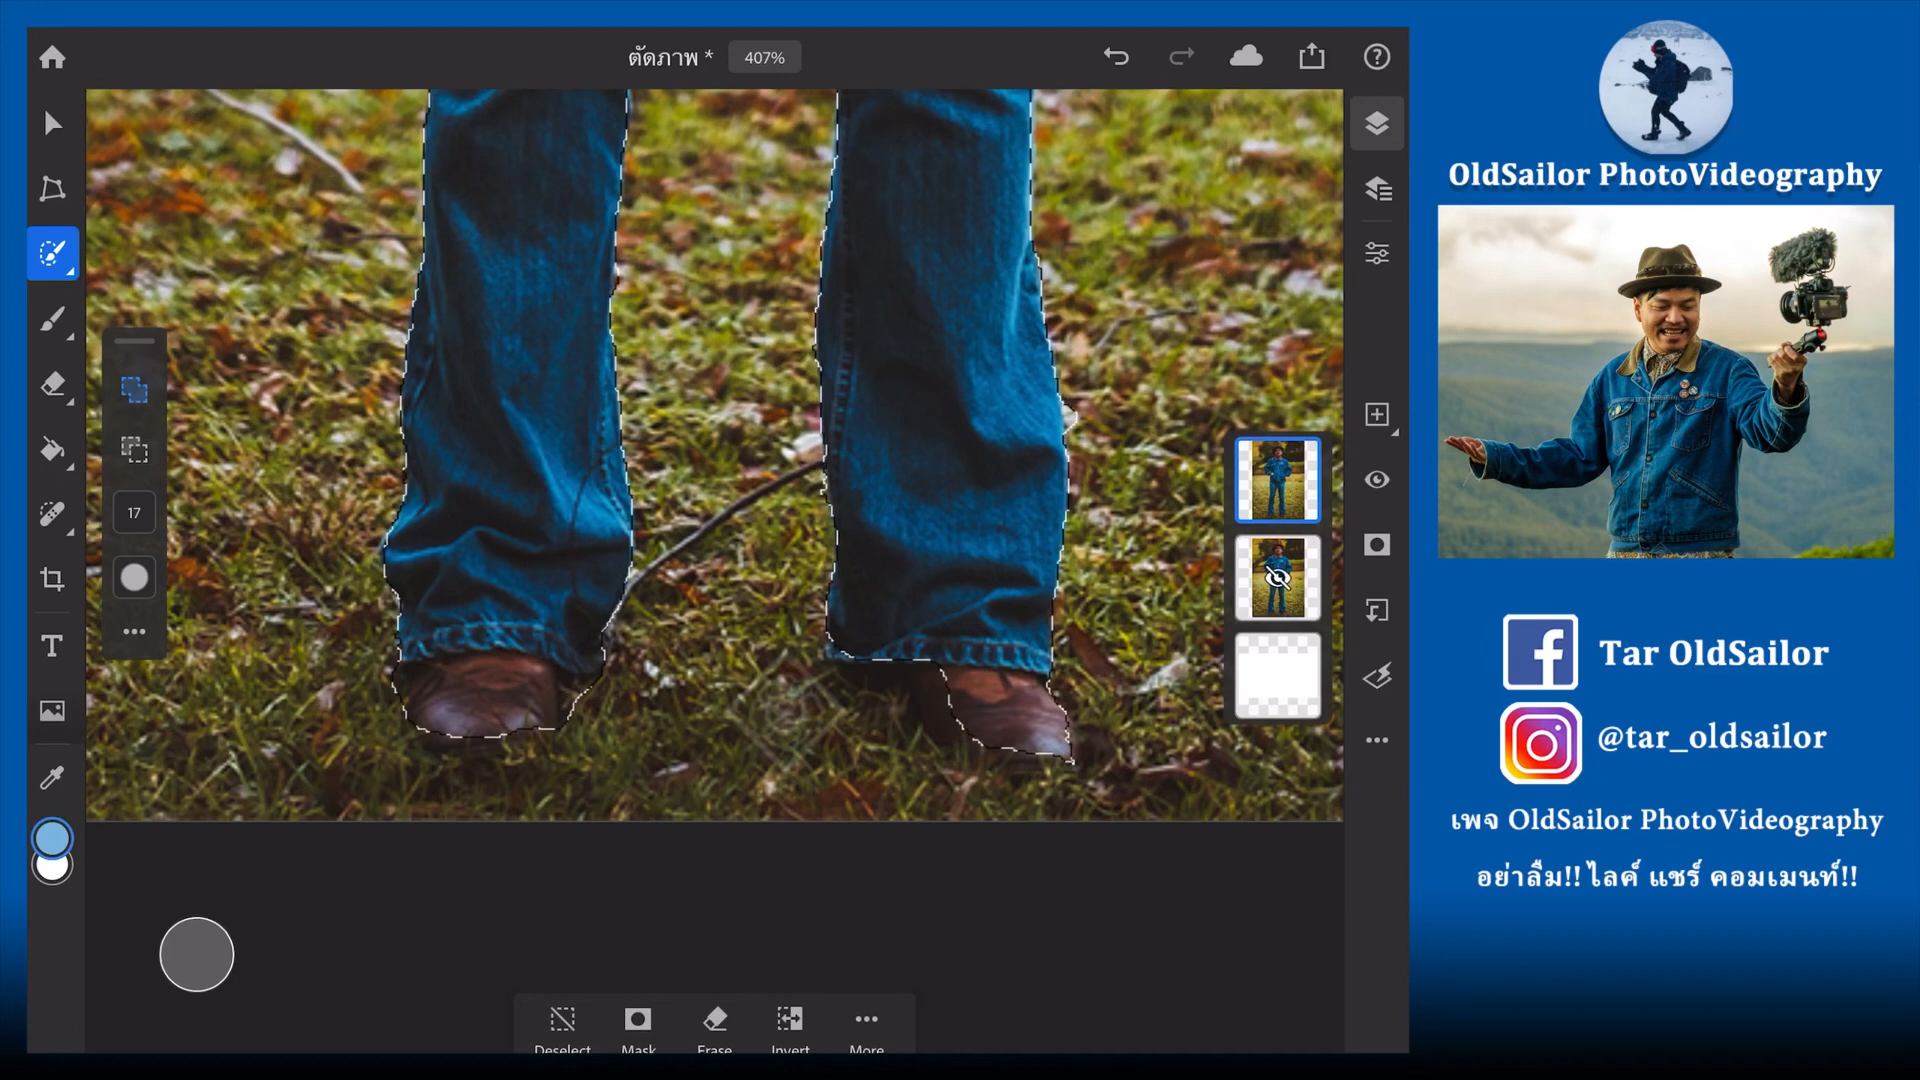 ตัดภาพ *
407%
17
Deselect
Mask
Erase
Invert
More
OldSailor PhotoVideography
Tar OldSailor
@tar_oldsailor
เพจ OldSailor PhotoVideography
อย่าลืม!! ไลค์ แชร์ คอมเมนท์!!